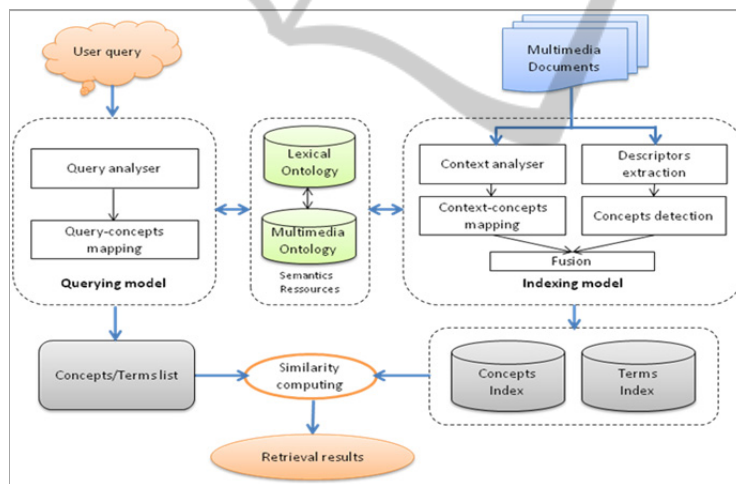 User query
Multimedia
Documents
Query analyser
Query-concepts
mapping
Querying model
Lexical
Ontology
Multimedia
Ontology
Semantics
Ressources
Context analyser
Descriptors
extraction
Context-concepts
mapping
Concepts detection
Fusion
Indexing model
Concepts/Terms list
Similarity
computing
Concepts
Index
Terms
Index
Retrieval results